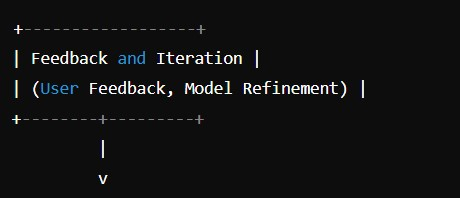 +------------------+
| Feedback and Iteration |
| (User Feedback, Model Refinement) |
+--------+---------+
         |
         v